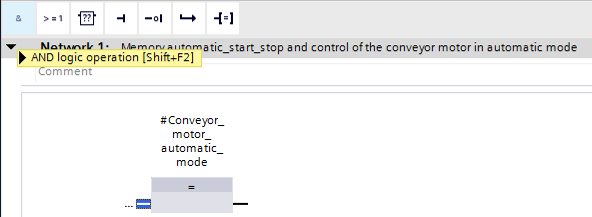 & >=1 ?? =
Network 1: Memory automatic_start_stop and control of the conveyor motor in automatic mode
AND logic operation [Shift+F2]
Comment
#Conveyor_
motor_
automatic_
mode
=
...